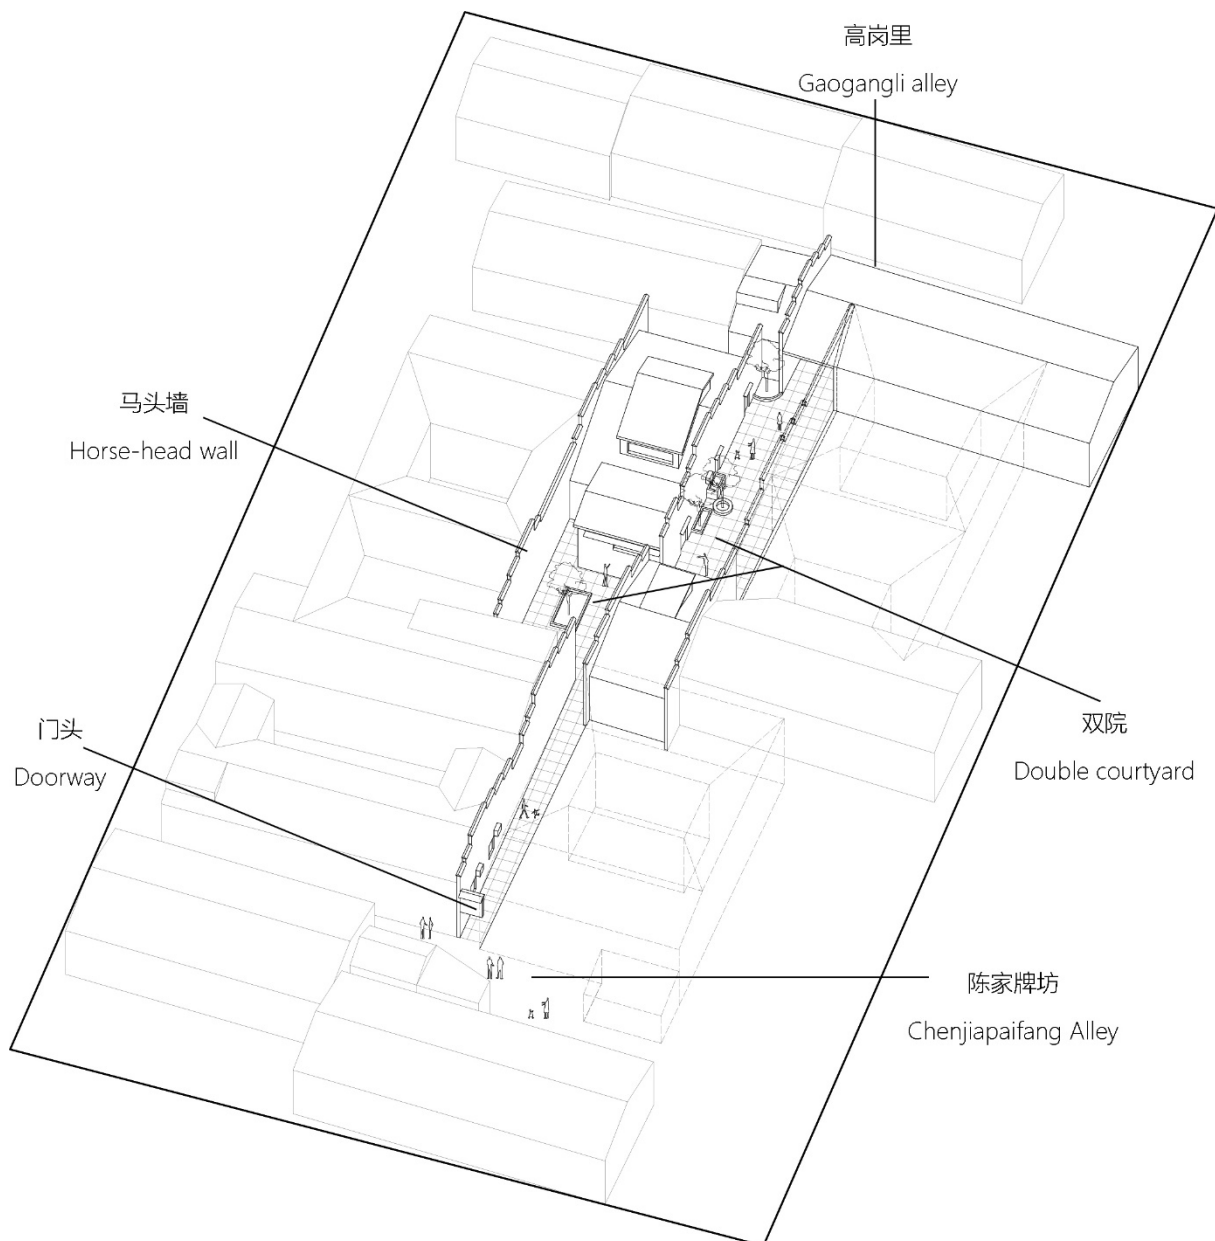 高岗里
Gaogangli alley
马头墙
Horse-head wall
门头
Doorway
双院
Double courtyard
陈家牌坊
Chenjiapaifang Alley